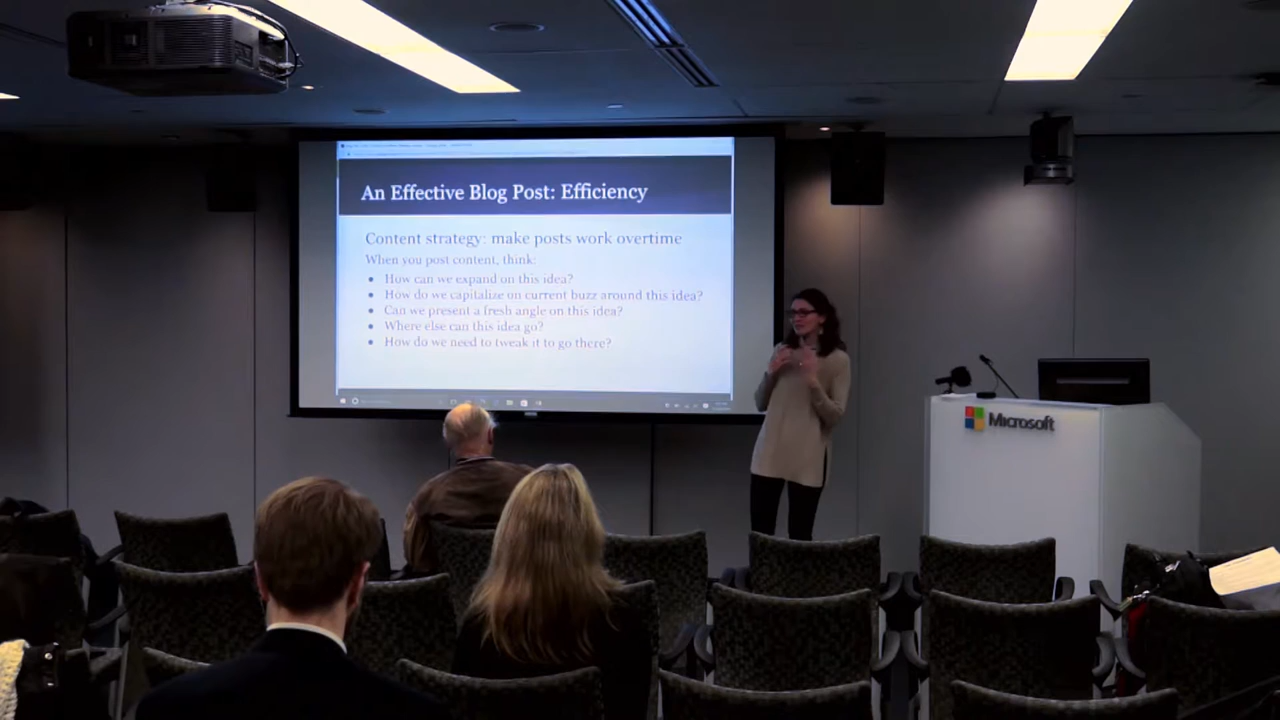 An Effective Blog Post: Efficiency
Content strategy: make posts work overtime
When you post content, think:
● How can we expand on this idea?
● How do we capitalize on current buzz around this idea?
● Can we present a fresh angle on this idea?
● Where else can this idea go?
● How do we need to tweak it to go there?
Microsoft